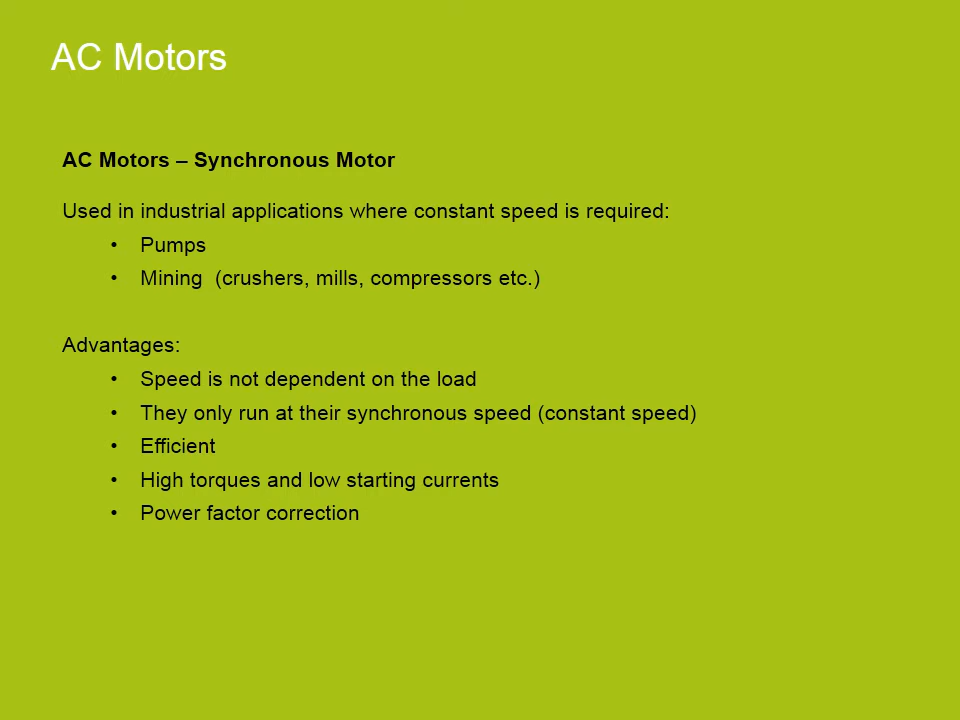 AC Motors
AC Motors – Synchronous Motor
Used in industrial applications where constant speed is required:
• Pumps
• Mining  (crushers, mills, compressors etc.)
Advantages:
• Speed is not dependent on the load
• They only run at their synchronous speed (constant speed)
• Efficient
• High torques and low starting currents
• Power factor correction